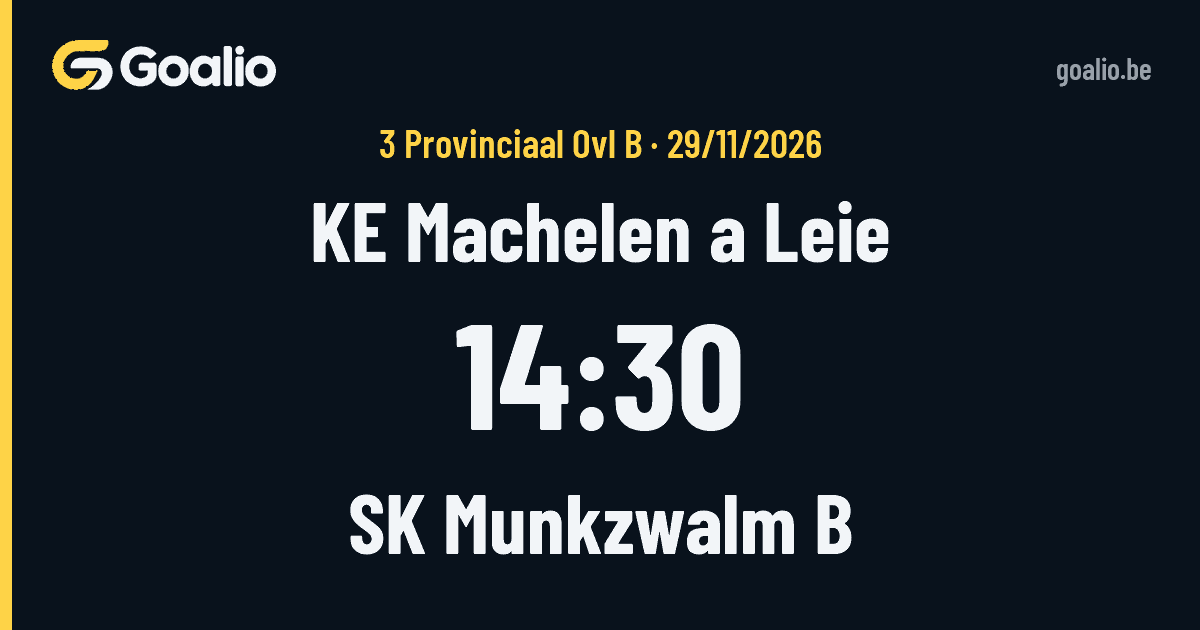 Goalio
goalio.be
3 Provinciaal Ovl B · 29/11/2026
KE Machelen a Leie
14:30
SK Munkzwalm B